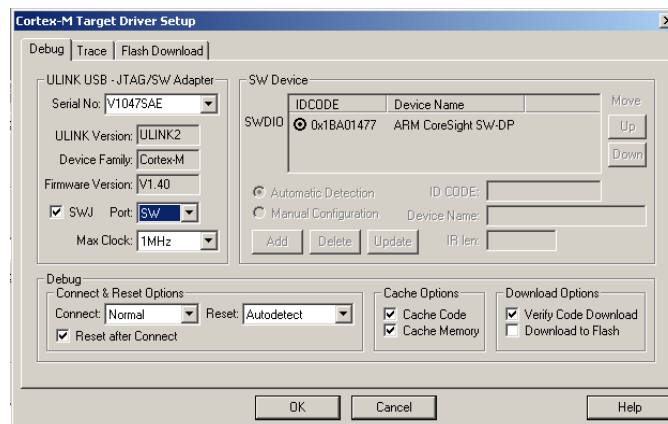 Cortex-M Target Driver Setup
Debug Trace Flash Download
ULINK USB - JTAG/SW Adapter
Serial No: V1047SAE
ULINK Version: ULINK2
Device Family: Cortex-M
Firmware Version: V1.40
SWJ Port: SW
Max Clock: 1MHz
SW Device
IDCODE Device Name Move
SWDIO 0x1BA01477 ARM CoreSight SW-DP Up
Down
Automatic Detection ID CODE:
Manual Configuration Device Name:
Add Delete Update IR len:
Debug
Connect & Reset Options
Connect: Normal Reset: Autodetect
Reset after Connect
Cache Options
Cache Code
Cache Memory
Download Options
Verify Code Download
Download to Flash
OK Cancel Help